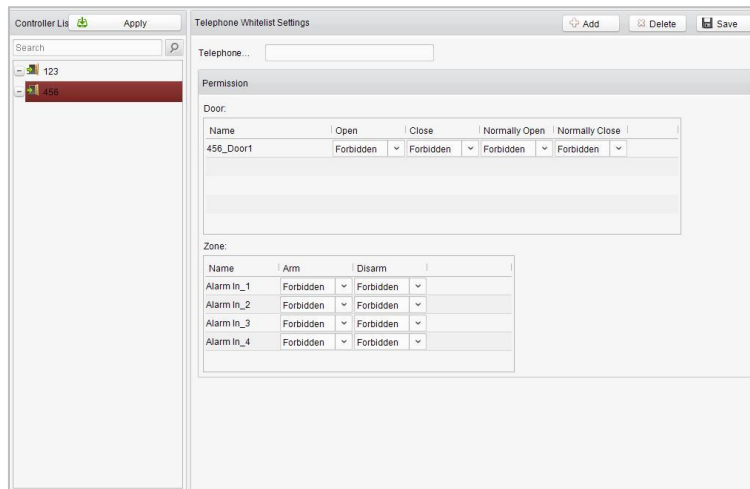 Controller Lis Apply
Telephone Whitelist Settings Add Delete Save
Search
Telephone...
123
456
Permission
Door:
Name Open Close Normally Open Normally Close
456_Door1 Forbidden Forbidden Forbidden Forbidden
Zone:
Name Arm Disarm
Alarm In_1 Forbidden Forbidden
Alarm In_2 Forbidden Forbidden
Alarm In_3 Forbidden Forbidden
Alarm In_4 Forbidden Forbidden